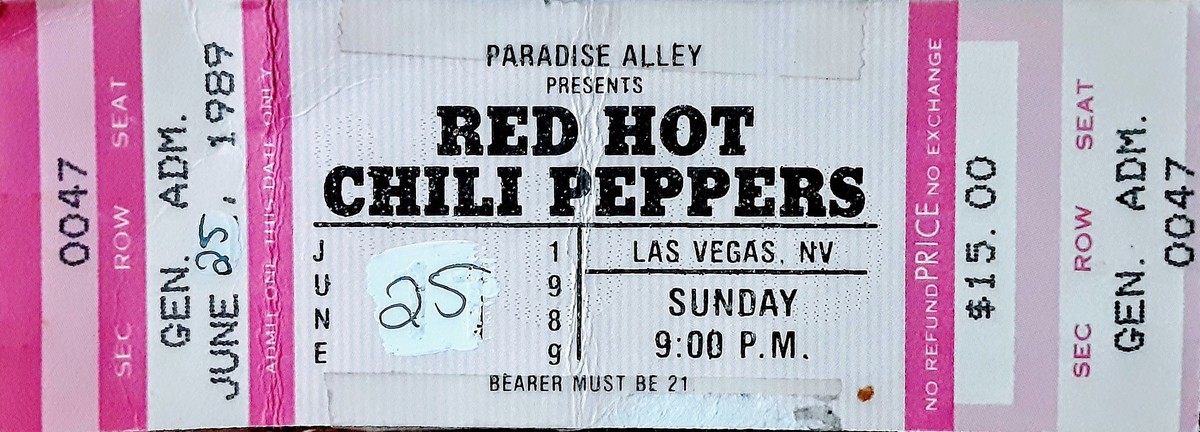 0047
SEC ROW SEAT
GEN. ADM.
JUNE 25, 1989
ADMIT ONE THIS DATE ONLY
PARADISE ALLEY
PRESENTS
RED HOT
CHILI PEPPERS
JUNE
25
1989
LAS VEGAS, NV
SUNDAY
9:00 P.M.
BEARER MUST BE 21
NO REFUND PRICE NO EXCHANGE
$15.00
SEC ROW SEAT
GEN. ADM.
0047